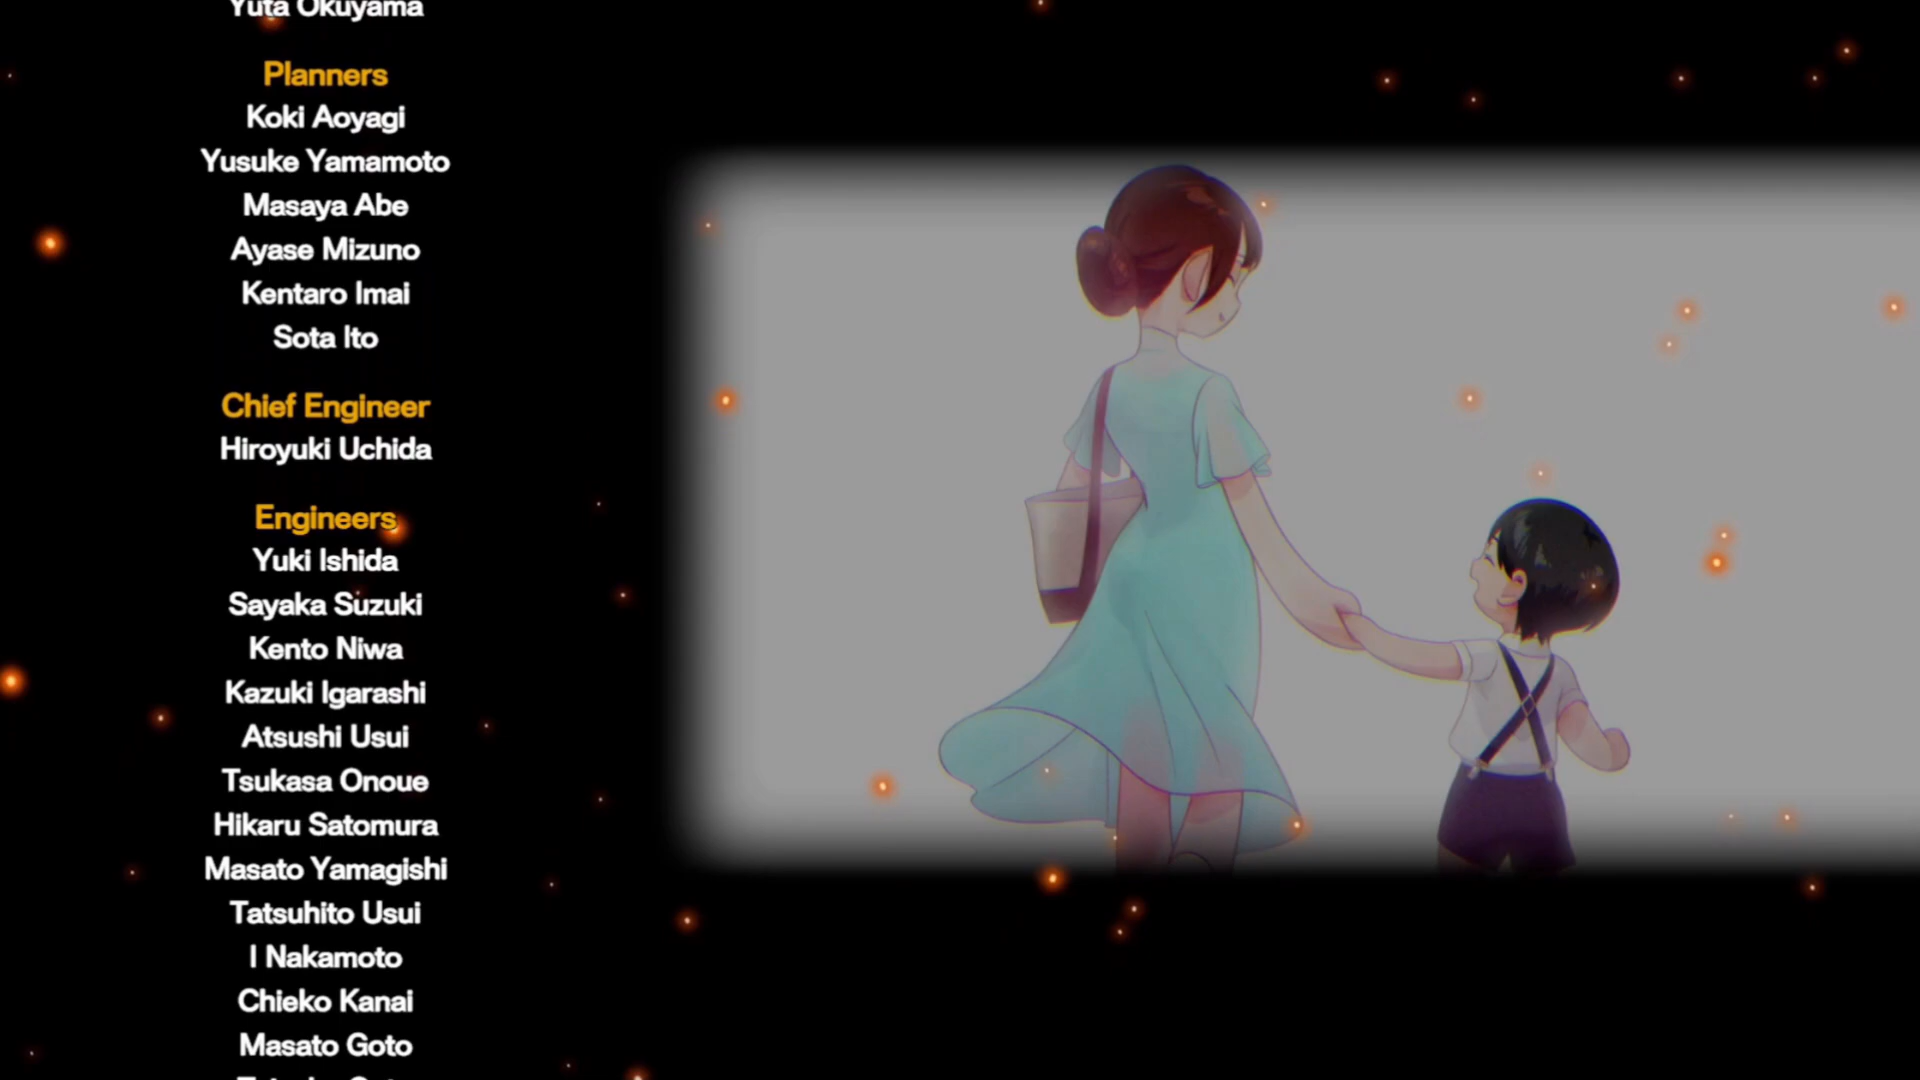 Yuta Okuyama
Planners
Koki Aoyagi
Yusuke Yamamoto
Masaya Abe
Ayase Mizuno
Kentaro Imai
Sota Ito
Chief Engineer
Hiroyuki Uchida
Engineers
Yuki Ishida
Sayaka Suzuki
Kento Niwa
Kazuki Igarashi
Atsushi Usui
Tsukasa Onoue
Hikaru Satomura
Masato Yamagishi
Tatsuhito Usui
I Nakamoto
Chieko Kanai
Masato Goto